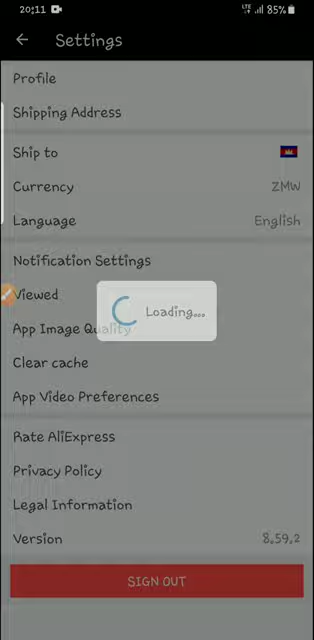 20:11 LTE 85%
Settings
Profile
Shipping Address
Ship to
Currency ZMW
Language English
Notification Settings
Viewed
Loading...
App Image Quality
Clear cache
App Video Preferences
Rate AliExpress
Privacy Policy
Legal Information
Version 8.59.2
SIGN OUT